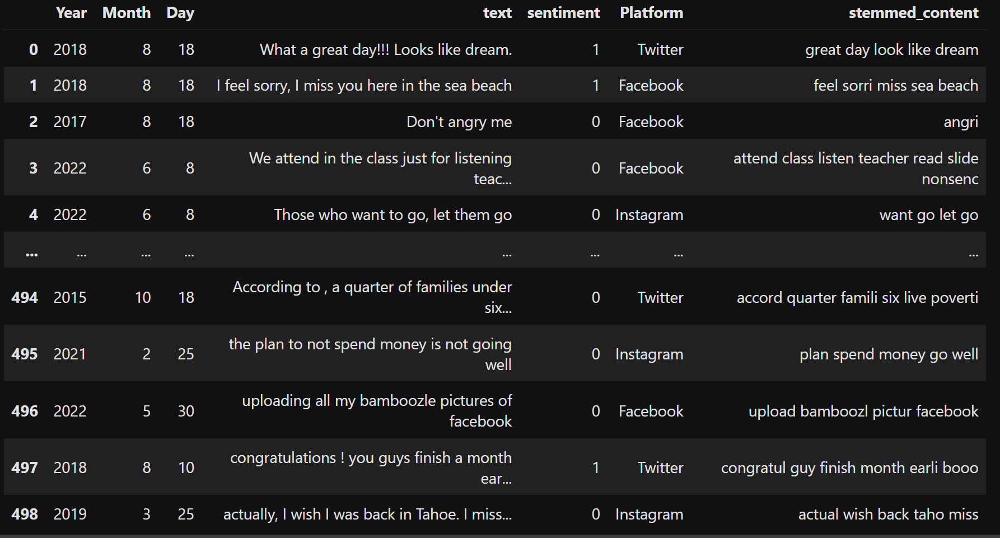 Year Month Day text sentiment Platform stemmed_content
0 2018 8 18 What a great day!!! Looks like dream. 1 Twitter great day look like dream
1 2018 8 18 I feel sorry, I miss you here in the sea beach 1 Facebook feel sorri miss sea beach
2 2017 8 18 Don't angry me 0 Facebook angri
3 2022 6 8 We attend in the class just for listening teac... 0 Facebook attend class listen teacher read slide nonsenc
4 2022 6 8 Those who want to go, let them go 0 Instagram want go let go
... ... ... ... ... ... ... ...
494 2015 10 18 According to , a quarter of families under six... 0 Twitter accord quarter famili six live poverti
495 2021 2 25 the plan to not spend money is not going well 0 Instagram plan spend money go well
496 2022 5 30 uploading all my bamboozle pictures of facebook 0 Facebook upload bamboozl pictur facebook
497 2018 8 10 congratulations ! you guys finish a month ear... 1 Twitter congratul guy finish month earli booo
498 2019 3 25 actually, I wish I was back in Tahoe. I miss... 0 Instagram actual wish back taho miss